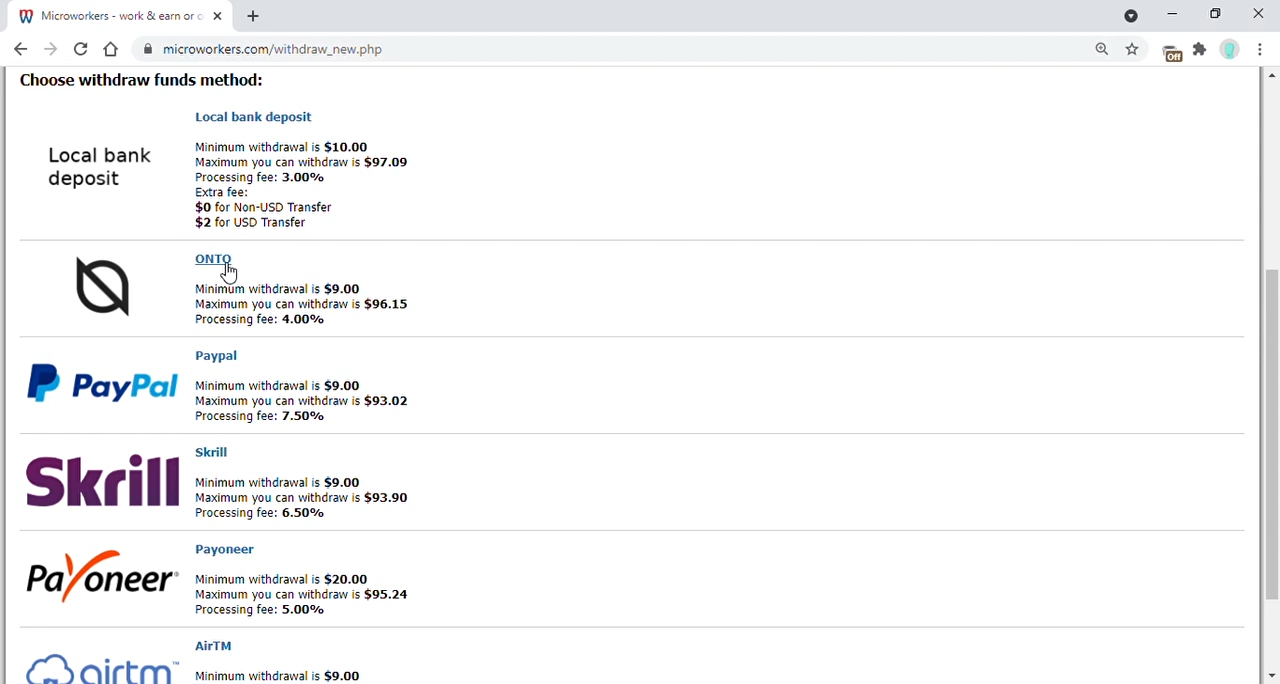 Microworkers - work & earn or
microworkers.com/withdraw_new.php
Off
Choose withdraw funds method:
Local bank deposit
Local bank
deposit
Minimum withdrawal is $10.00
Maximum you can withdraw is $97.09
Processing fee: 3.00%
Extra fee:
$0 for Non-USD Transfer
$2 for USD Transfer
ONTO
Minimum withdrawal is $9.00
Maximum you can withdraw is $96.15
Processing fee: 4.00%
Paypal
PayPal
Minimum withdrawal is $9.00
Maximum you can withdraw is $93.02
Processing fee: 7.50%
Skrill
Skrill
Minimum withdrawal is $9.00
Maximum you can withdraw is $93.90
Processing fee: 6.50%
Payoneer
Payoneer
Minimum withdrawal is $20.00
Maximum you can withdraw is $95.24
Processing fee: 5.00%
AirTM
airtm™
Minimum withdrawal is $9.00